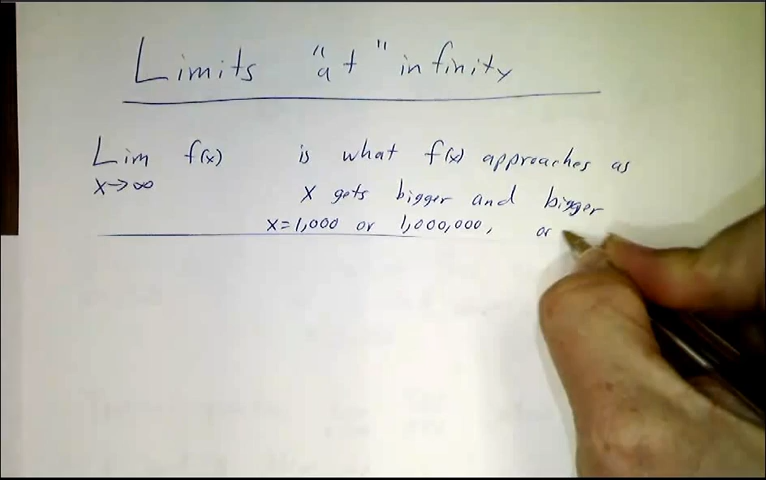 Limits "at" infinity
Lim f(x) is what f(x) approaches as
x→∞ x gets bigger and bigger
x=1,000 or 1,000,000, or